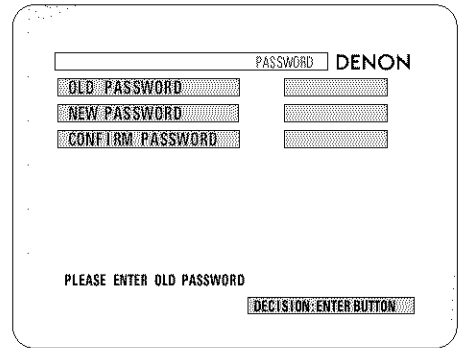 PASSWORD DENON
OLD PASSWORD
NEW PASSWORD
CONFIRM PASSWORD
PLEASE ENTER OLD PASSWORD
DECISION:ENTER BUTTON